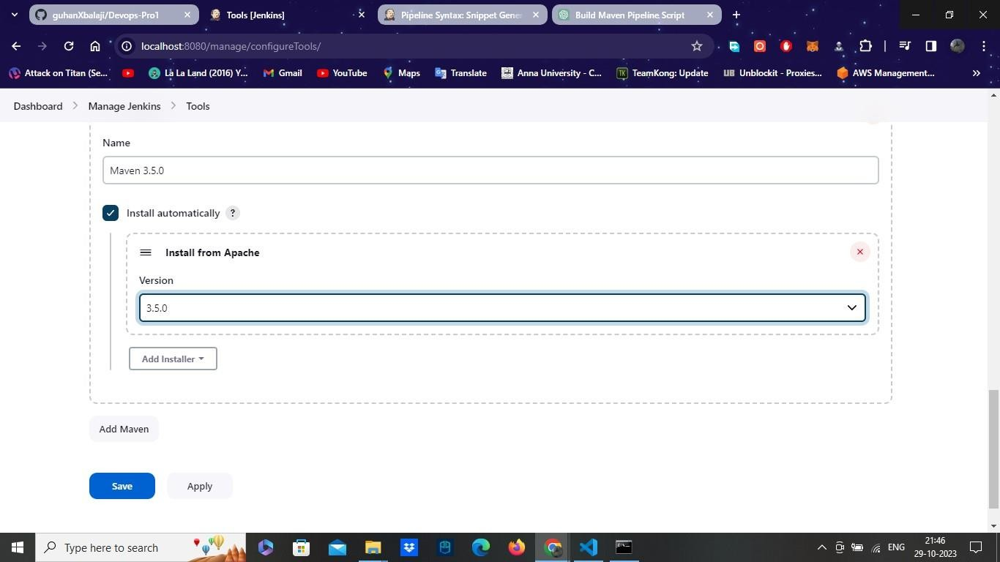 guhanXbalaji/Devops-Pro1
Tools [Jenkins]
Pipeline Syntax: Snippet Gener
Build Maven Pipeline Script
localhost:8080/manage/configureTools/
Attack on Titan (Se...
La La Land (2016) Y...
Gmail
YouTube
Maps
Translate
Anna University - C...
TK
TeamKong: Update
UB
Unblockit - Proxies...
AWS Management...
Dashboard
Manage Jenkins
Tools
Name
Maven 3.5.0
Install automatically ?
Install from Apache
Version
3.5.0
Add Installer
Add Maven
Save
Apply
Type here to search
ENG
21:46
29-10-2023